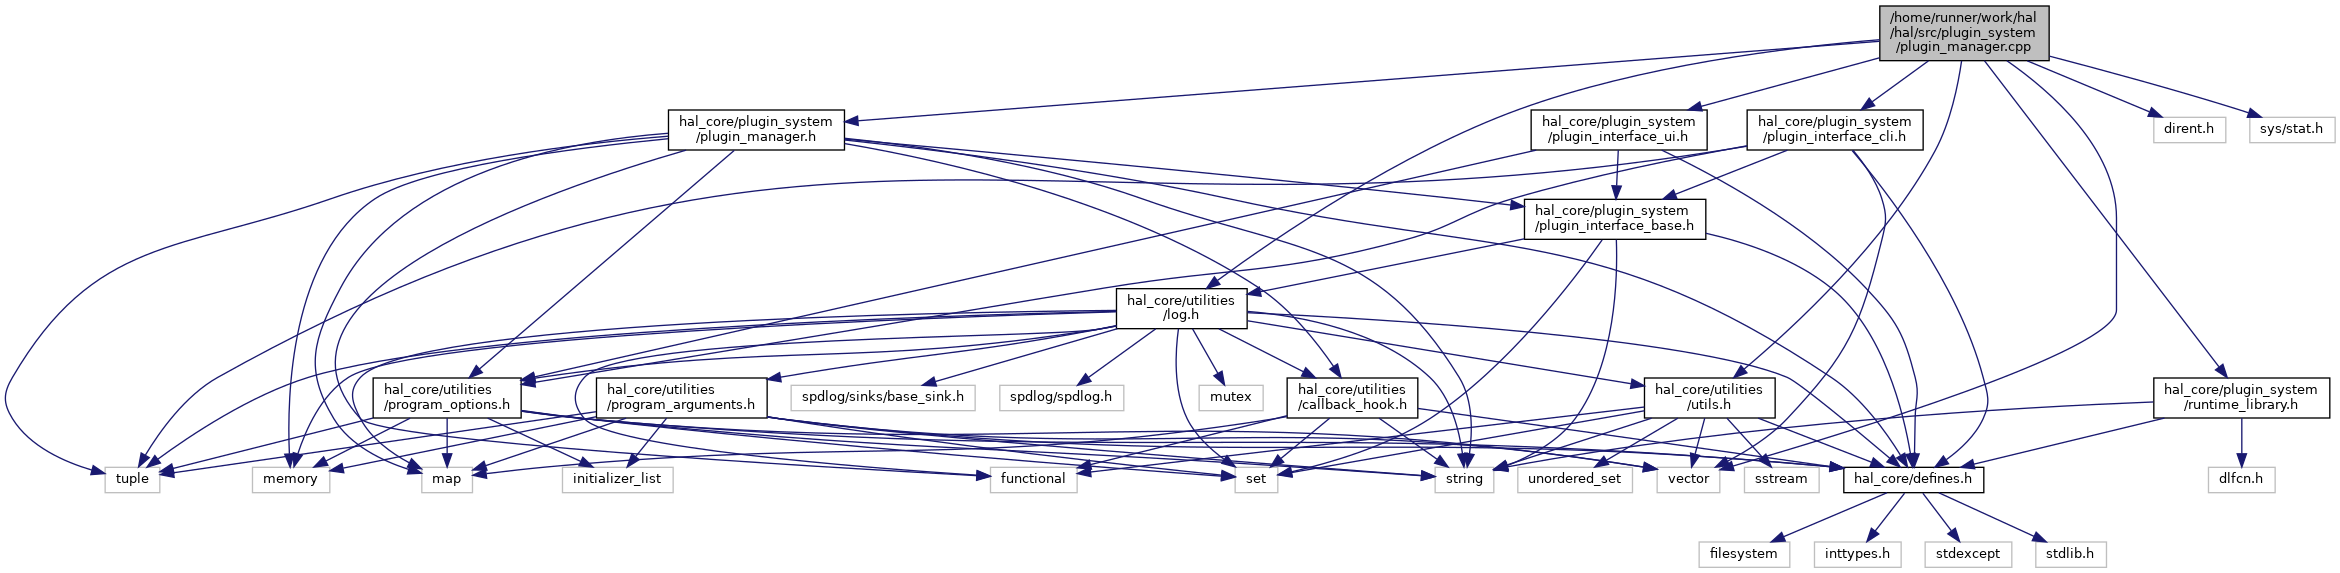 /home/runner/work/hal
/hal/src/plugin_system
/plugin_manager.cpp
hal_core/plugin_system
/plugin_manager.h
hal_core/plugin_system
/plugin_interface_ui.h
hal_core/plugin_system
/plugin_interface_cli.h
dirent.h
sys/stat.h
hal_core/plugin_system
/plugin_interface_base.h
hal_core/utilities
/log.h
hal_core/utilities
/program_options.h
hal_core/utilities
/program_arguments.h
spdlog/sinks/base_sink.h
spdlog/spdlog.h
mutex
hal_core/utilities
/callback_hook.h
hal_core/utilities
/utils.h
hal_core/plugin_system
/runtime_library.h
tuple
memory
map
initializer_list
functional
set
string
unordered_set
vector
sstream
hal_core/defines.h
dlfcn.h
filesystem
inttypes.h
stdexcept
stdlib.h